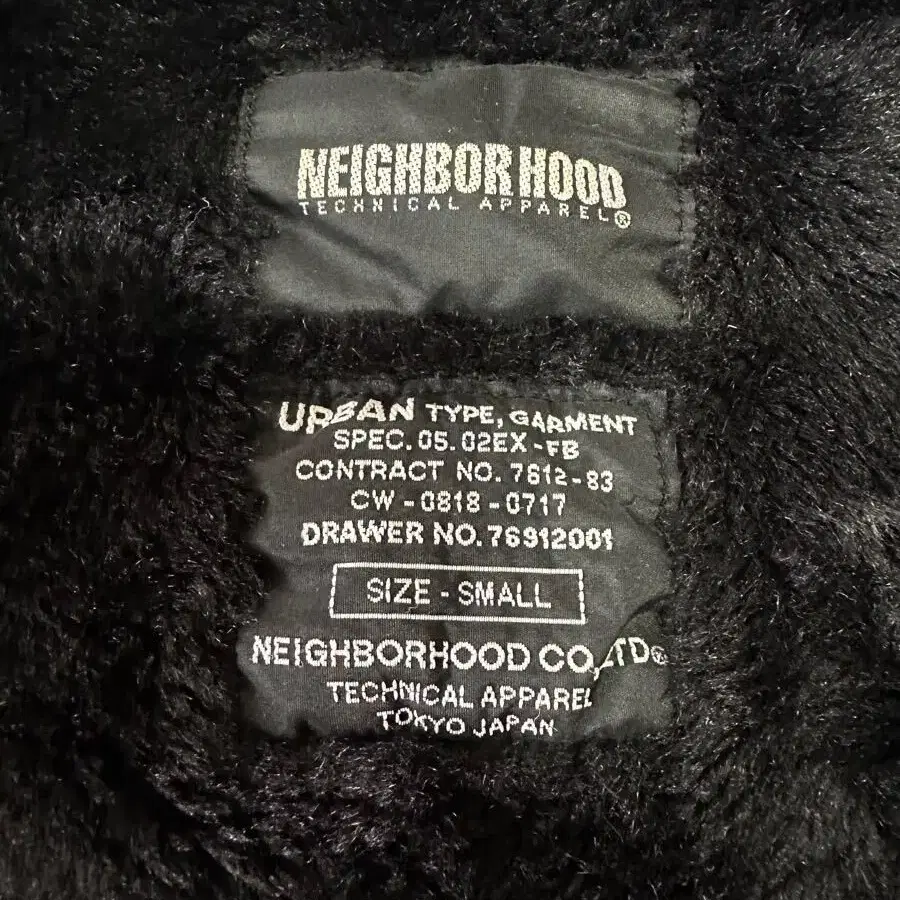 NEIGHBORHOOD
TECHNICAL APPAREL®
URBAN TYPE, GARMENT
SPEC. 05. 02EX - FB
CONTRACT NO. 7612 - 83
CW - 0818 - 0717
DRAWER NO. 76912001
SIZE - SMALL
NEIGHBORHOOD CO.,LTD®
TECHNICAL APPAREL
TOKYO JAPAN